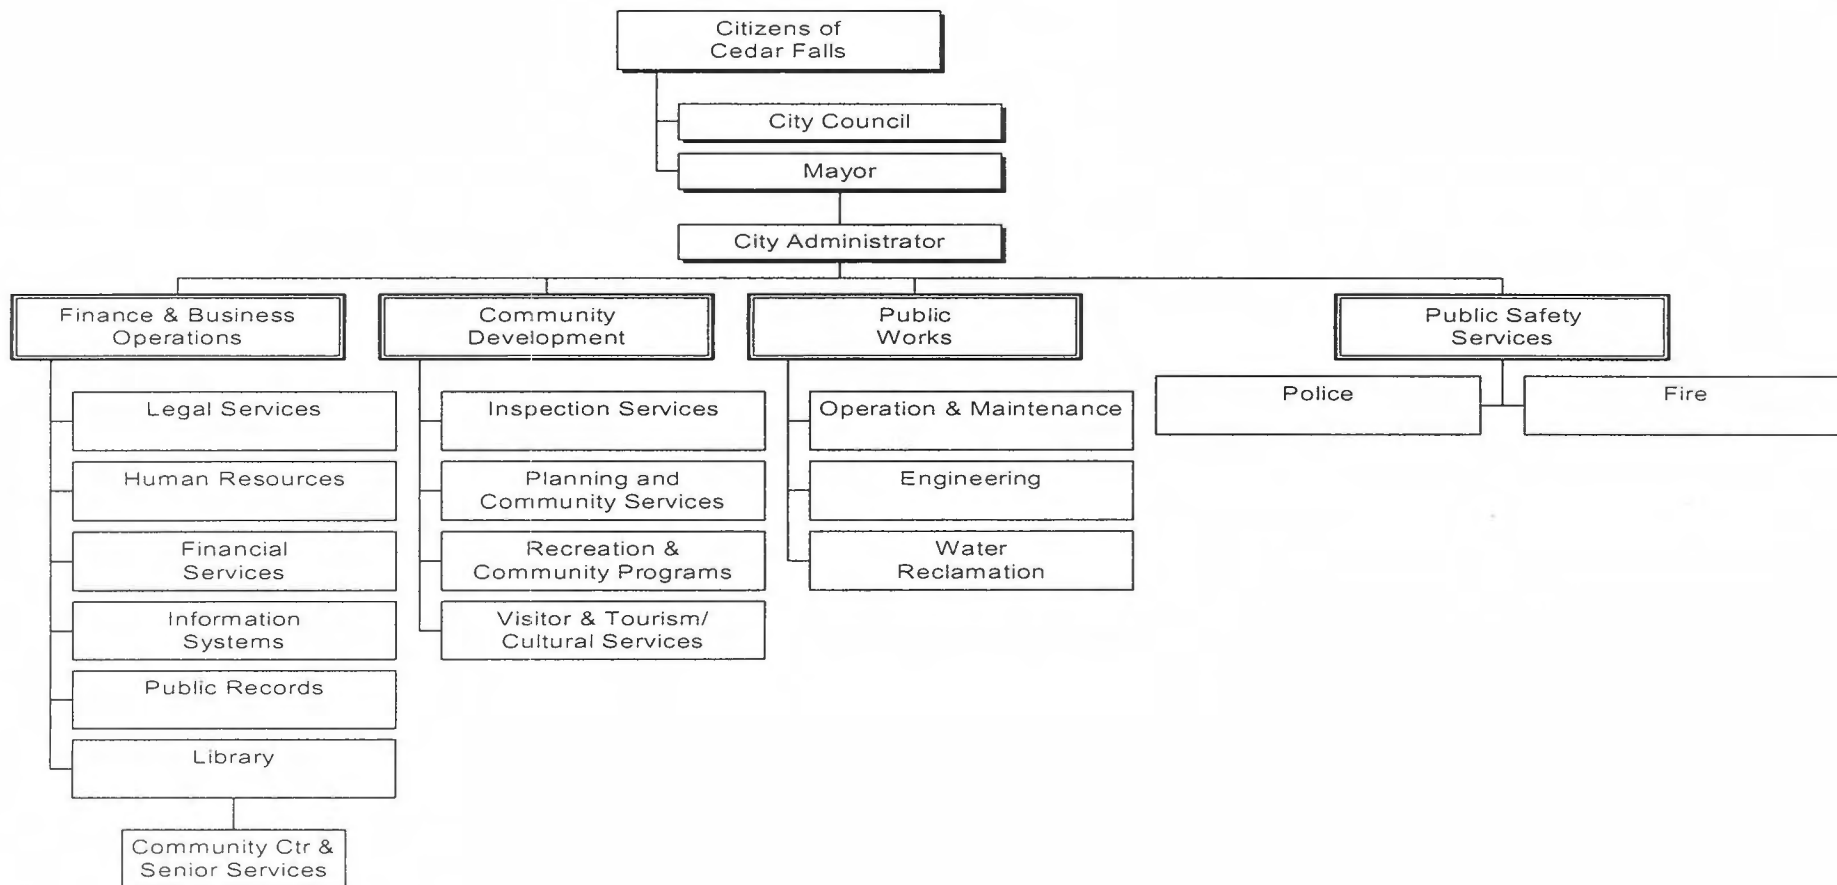 Citizens of
Cedar Falls
City Council
Mayor
City Administrator
Finance & Business
Operations
Community
Development
Public
Works
Public Safety
Services
Legal Services
Human Resources
Financial
Services
Information
Systems
Public Records
Library
Community Ctr &
Senior Services
Inspection Services
Planning and
Community Services
Recreation &
Community Programs
Visitor & Tourism/
Cultural Services
Operation & Maintenance
Engineering
Water
Reclamation
Police
Fire